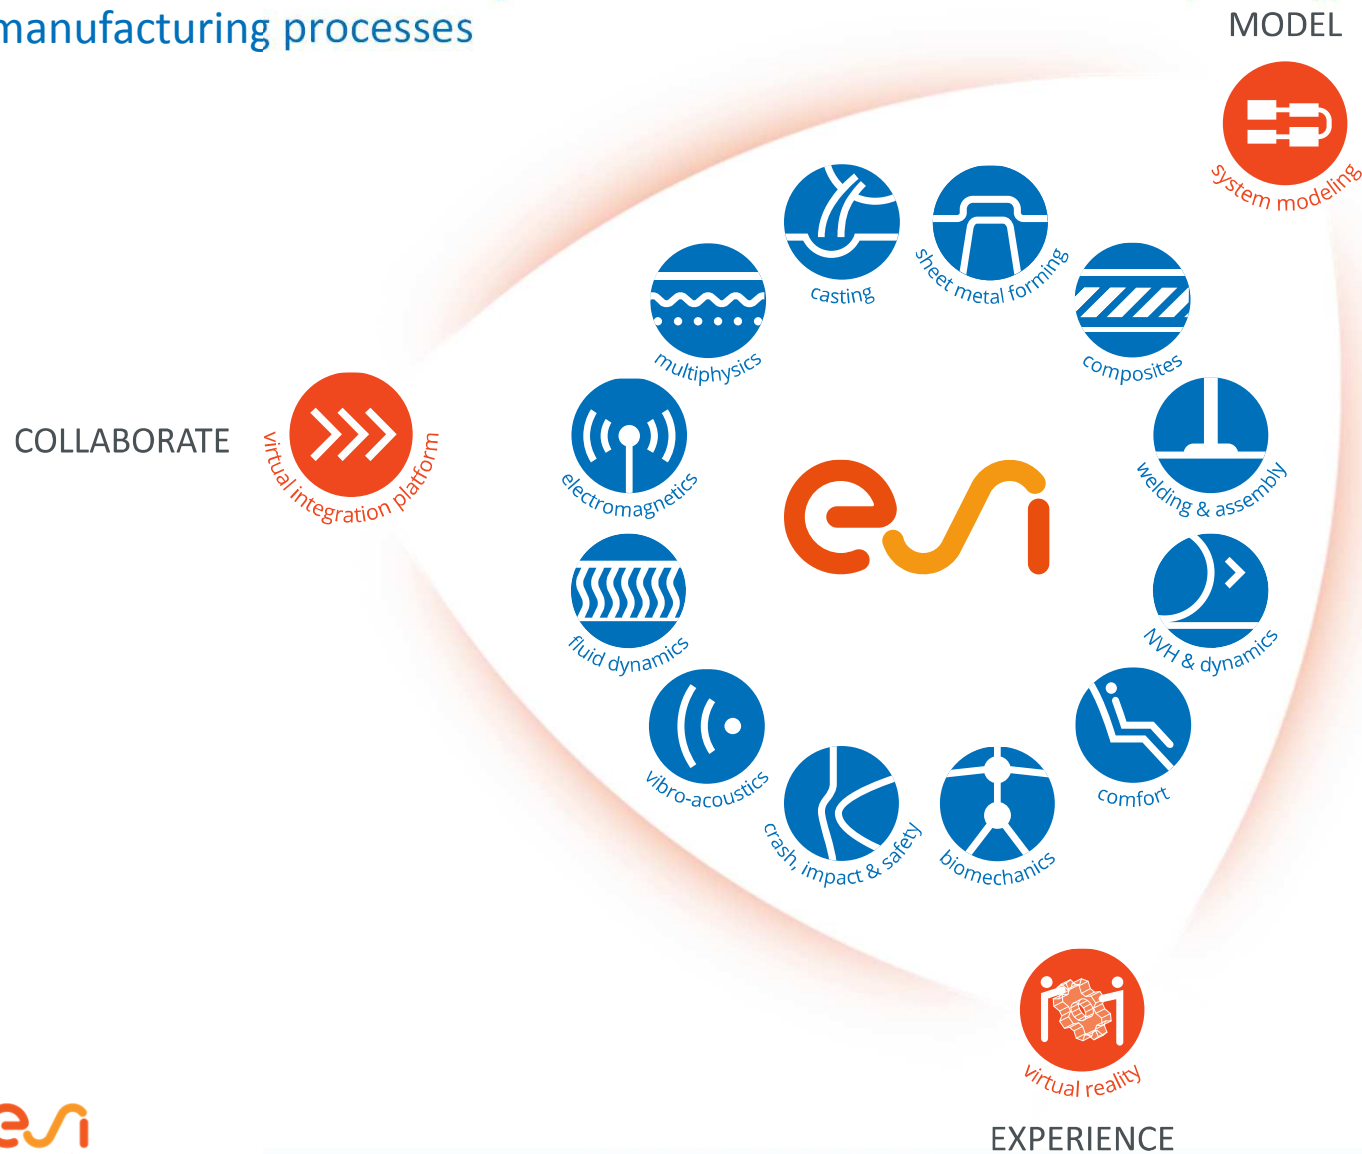 manufacturing processes
MODEL
system modeling
casting
sheet metal forming
multiphysics
composites
COLLABORATE
virtual integration platform
electromagnetics
esi
welding & assembly
fluid dynamics
NVH & dynamics
vibro-acoustics
comfort
crash, impact & safety
biomechanics
virtual reality
esi
EXPERIENCE